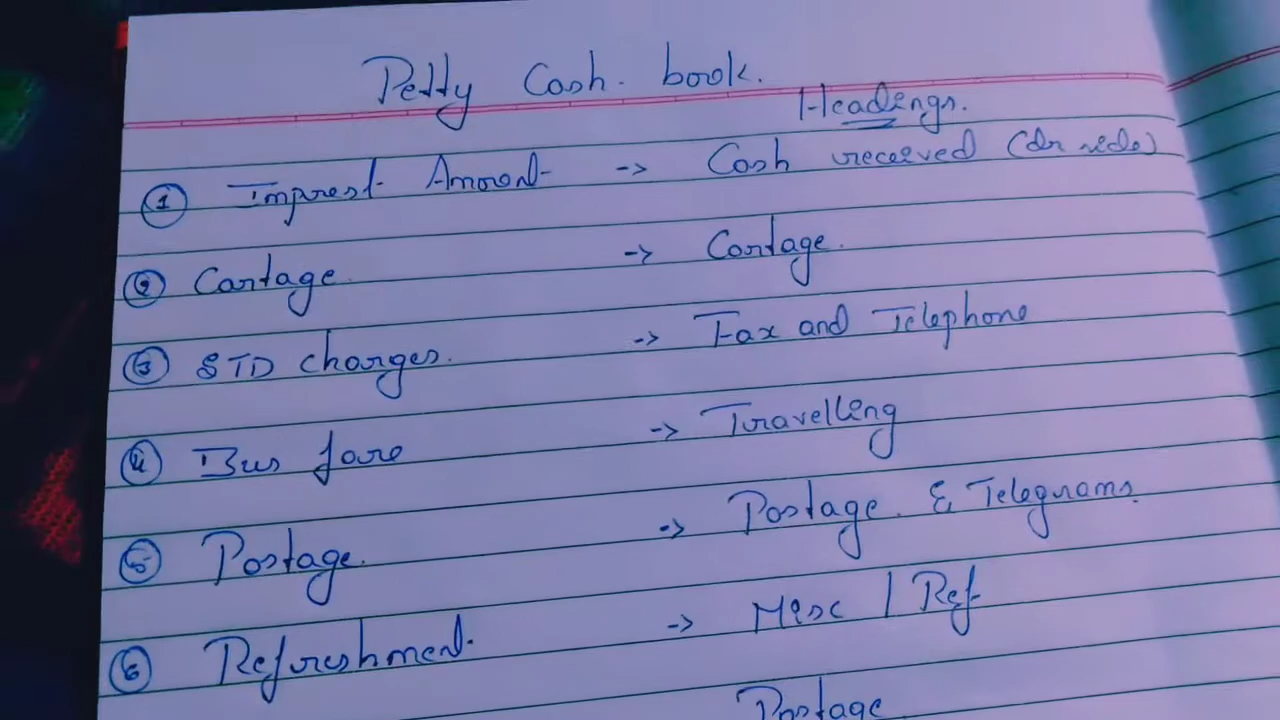 Petty Cash book.
Headings.
① Imprest Amount -> Cash received (dr side)
② Cartage. -> Cartage.
③ STD charges. -> Fax and Telephone
④ Bus fare -> Travelling
⑤ Postage. -> Postage & Telegrams.
⑥ Refreshment. -> Misc / Ref
Postage